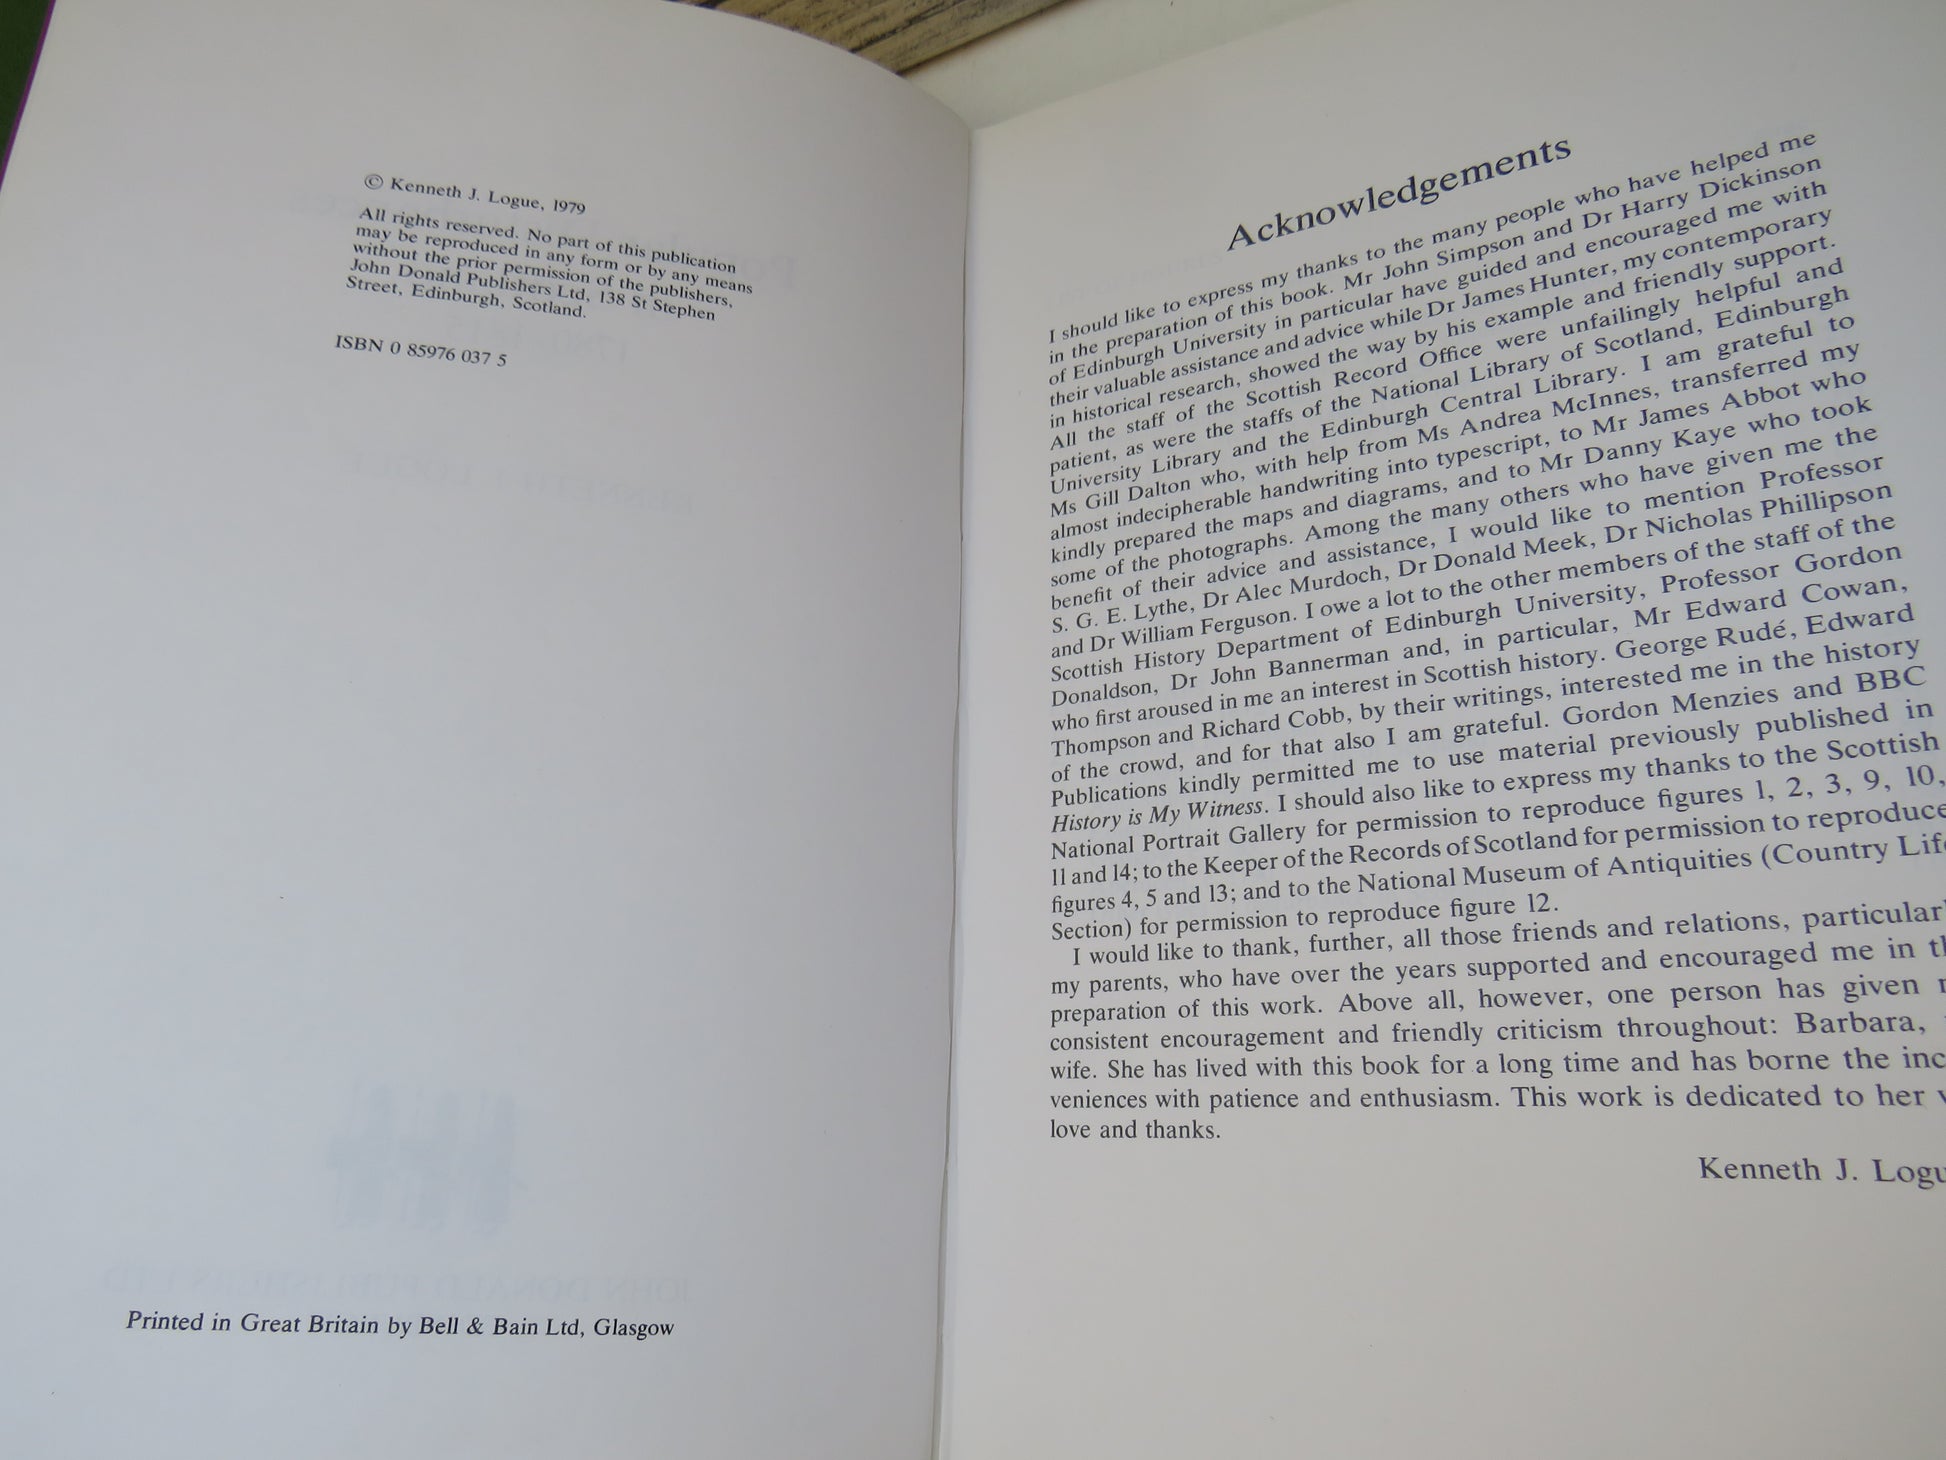 © Kenneth J. Logue, 1979
All rights reserved. No part of this publication
may be reproduced in any form or by any means
without the prior permission of the publishers,
John Donald Publishers Ltd, 138 St Stephen
Street, Edinburgh, Scotland.
ISBN 0 85976 037 5
Printed in Great Britain by Bell & Bain Ltd, Glasgow
Acknowledgements
I should like to express my thanks to the many people who have helped me
in the preparation of this book. Mr John Simpson and Dr Harry Dickinson
of Edinburgh University in particular have guided and encouraged me with
their valuable assistance and advice while Dr James Hunter, my contemporary
in historical research, showed the way by his example and friendly support.
All the staff of the Scottish Record Office were unfailingly helpful and
patient, as were the staffs of the National Library of Scotland, Edinburgh
University Library and the Edinburgh Central Library. I am grateful to
Ms Gill Dalton who, with help from Ms Andrea McInnes, transferred my
almost indecipherable handwriting into typescript, to Mr James Abbot who
kindly prepared the maps and diagrams, and to Mr Danny Kaye who took
some of the photographs. Among the many others who have given me the
benefit of their advice and assistance, I would like to mention Professor
S. G. E. Lythe, Dr Alec Murdoch, Dr Donald Meek, Dr Nicholas Phillipson
and Dr William Ferguson. I owe a lot to the other members of the staff of the
Scottish History Department of Edinburgh University, Professor Gordon
Donaldson, Dr John Bannerman and, in particular, Mr Edward Cowan,
who first aroused in me an interest in Scottish history. George Rudé, Edward
Thompson and Richard Cobb, by their writings, interested me in the history
of the crowd, and for that also I am grateful. Gordon Menzies and BBC
Publications kindly permitted me to use material previously published in
History is My Witness. I should also like to express my thanks to the Scottish
National Portrait Gallery for permission to reproduce figures 1, 2, 3, 9, 10,
11 and 14; to the Keeper of the Records of Scotland for permission to reproduce
figures 4, 5 and 13; and to the National Museum of Antiquities (Country Life
Section) for permission to reproduce figure 12.
I would like to thank, further, all those friends and relations, particular
my parents, who have over the years supported and encouraged me in th
preparation of this work. Above all, however, one person has given
consistent encouragement and friendly criticism throughout: Barbara,
wife. She has lived with this book for a long time and has borne the inc
veniences with patience and enthusiasm. This work is dedicated to her
love and thanks.
Kenneth J. Logu